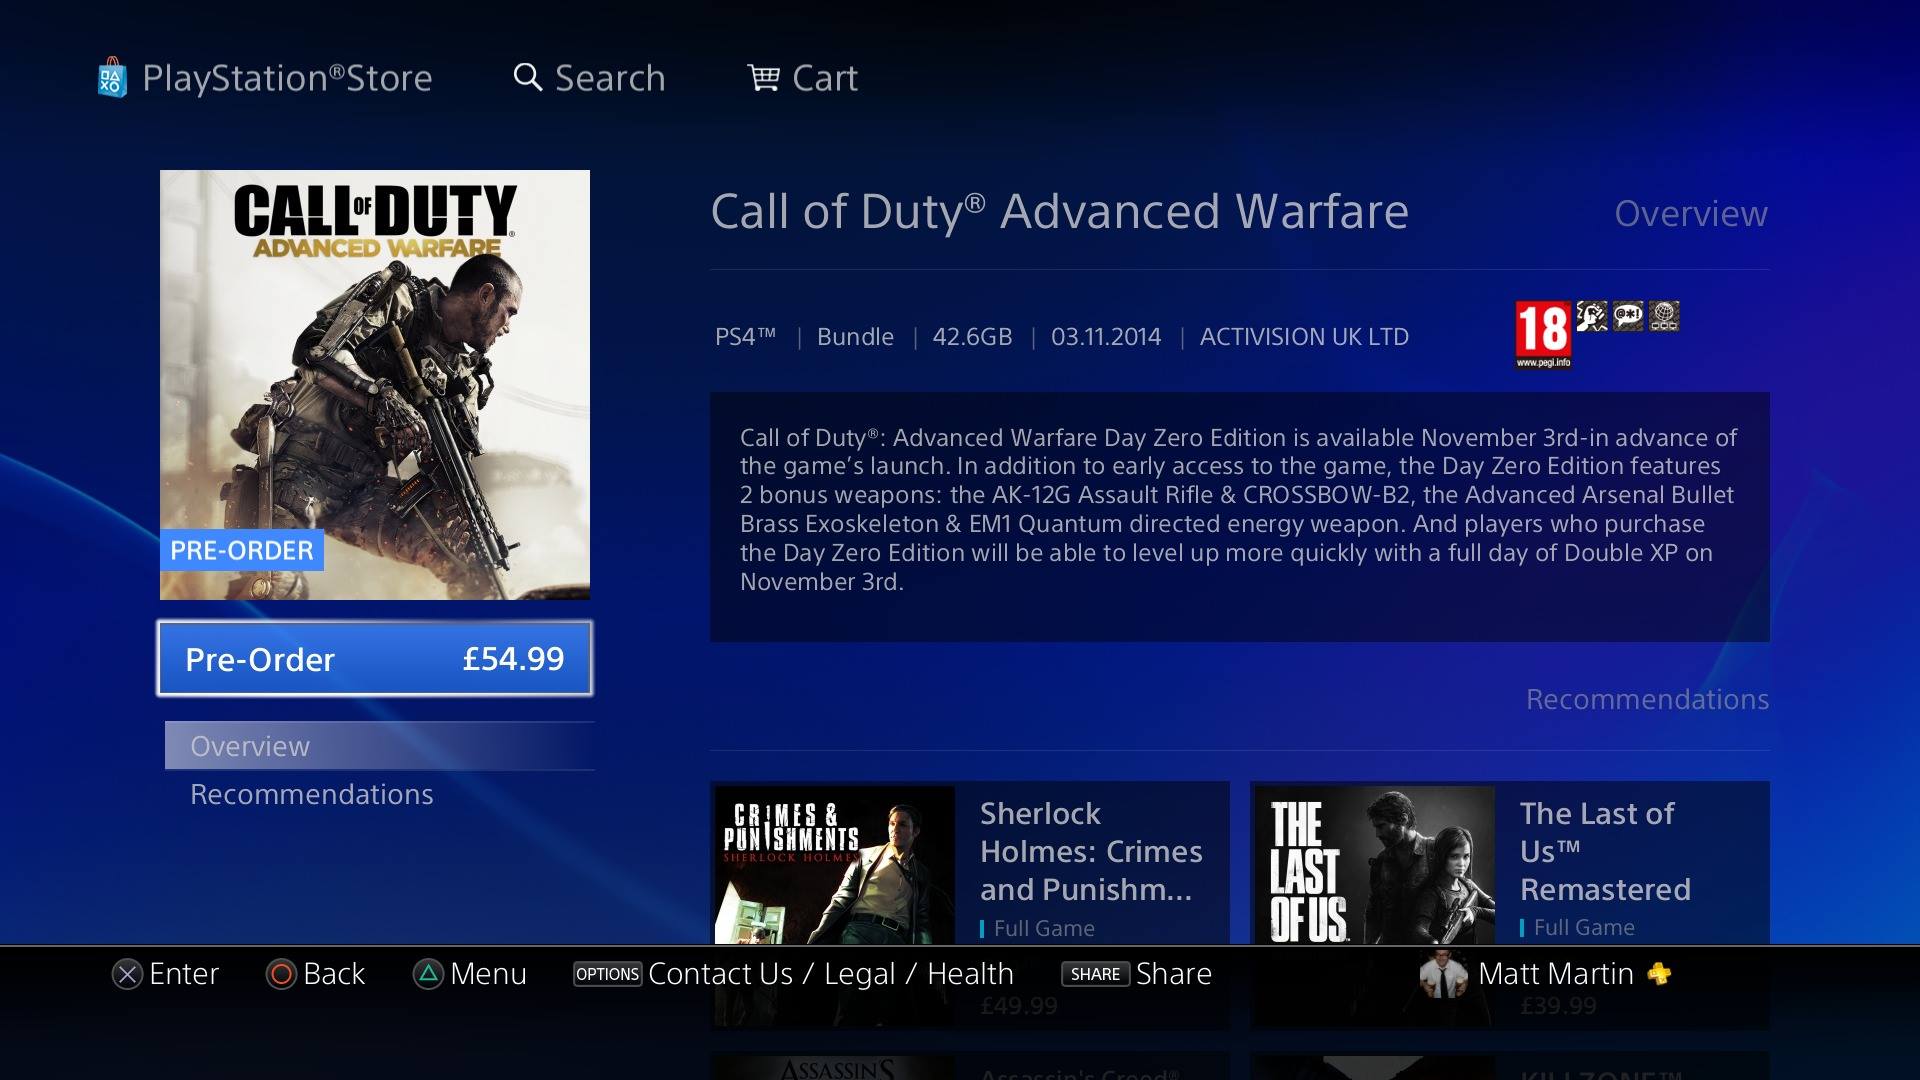 PlayStation®Store
Search
Cart
CALL OF DUTY®
ADVANCED WARFARE
PRE-ORDER
Pre-Order £54.99
Overview
Recommendations
Call of Duty® Advanced Warfare
Overview
PS4™ | Bundle | 42.6GB | 03.11.2014 | ACTIVISION UK LTD
18
www.pegi.info
@*!
Call of Duty®: Advanced Warfare Day Zero Edition is available November 3rd-in advance of
the game's launch. In addition to early access to the game, the Day Zero Edition features
2 bonus weapons: the AK-12G Assault Rifle & CROSSBOW-B2, the Advanced Arsenal Bullet
Brass Exoskeleton & EM1 Quantum directed energy weapon. And players who purchase
the Day Zero Edition will be able to level up more quickly with a full day of Double XP on
November 3rd.
Recommendations
CRIMES &
PUNISHMENTS
SHERLOCK HOLMES
Sherlock
Holmes: Crimes
and Punishm...
Full Game
£49.99
THE
LAST
OF US
The Last of
Us™
Remastered
Full Game
£39.99
ASSASSIN'S
Assassin's Creed®
KILLZONE™
Enter
Back
Menu
OPTIONS Contact Us / Legal / Health
SHARE Share
Matt Martin